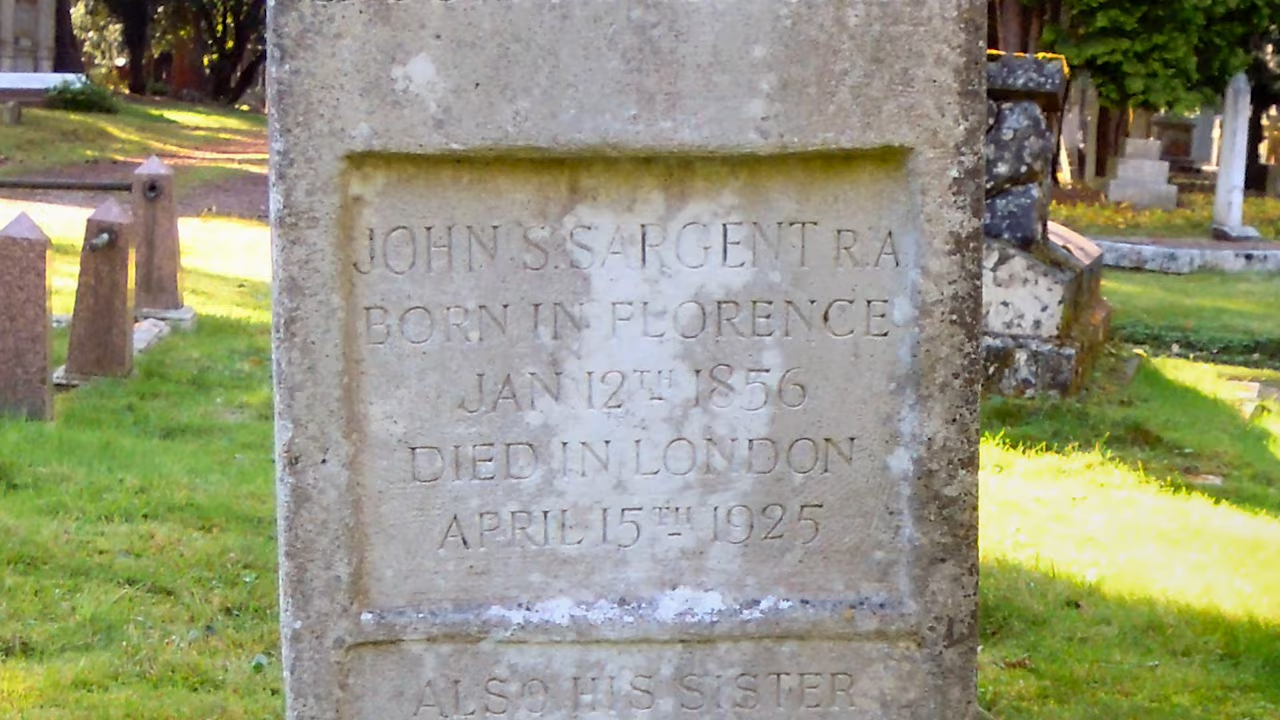 JOHN S. SARGENT R.A.
BORN IN FLORENCE
JAN 12TH 1856
DIED IN LONDON
APRIL 15TH 1925
ALSO HIS SISTER